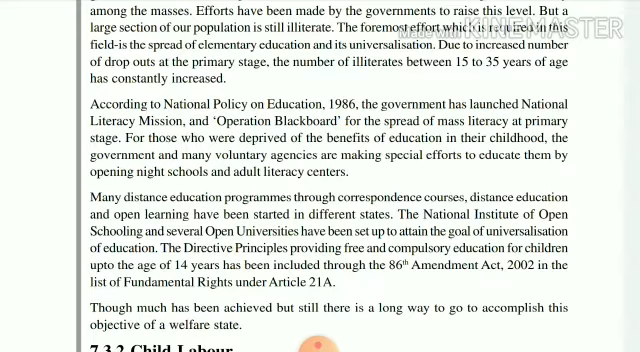 among the masses. Efforts have been made by the governments to raise this level. But a
large section of our population is still illiterate. The foremost effort which is required in this
Made with KINEMASTER
field-is the spread of elementary education and its universalisation. Due to increased number
of drop outs at the primary stage, the number of illiterates between 15 to 35 years of age
has constantly increased.
According to National Policy on Education, 1986, the government has launched National
Literacy Mission, and ‘Operation Blackboard’ for the spread of mass literacy at primary
stage. For those who were deprived of the benefits of education in their childhood, the
government and many voluntary agencies are making special efforts to educate them by
opening night schools and adult literacy centers.
Many distance education programmes through correspondence courses, distance education
and open learning have been started in different states. The National Institute of Open
Schooling and several Open Universities have been set up to attain the goal of universalisation
of education. The Directive Principles providing free and compulsory education for children
upto the age of 14 years has been included through the 86th Amendment Act, 2002 in the
list of Fundamental Rights under Article 21A.
Though much has been achieved but still there is a long way to go to accomplish this
objective of a welfare state.
7.3.2 Child Labour